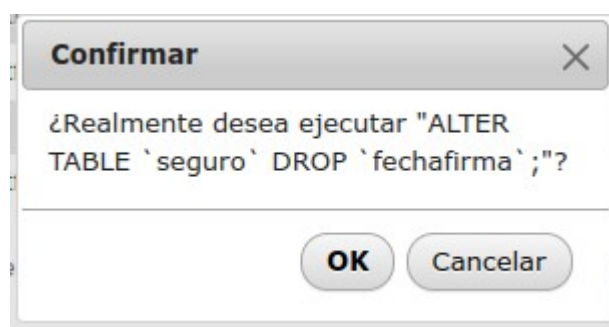 Confirmar
¿Realmente desea ejecutar "ALTER
TABLE `seguro` DROP `fechafirma`;"?
OK
Cancelar